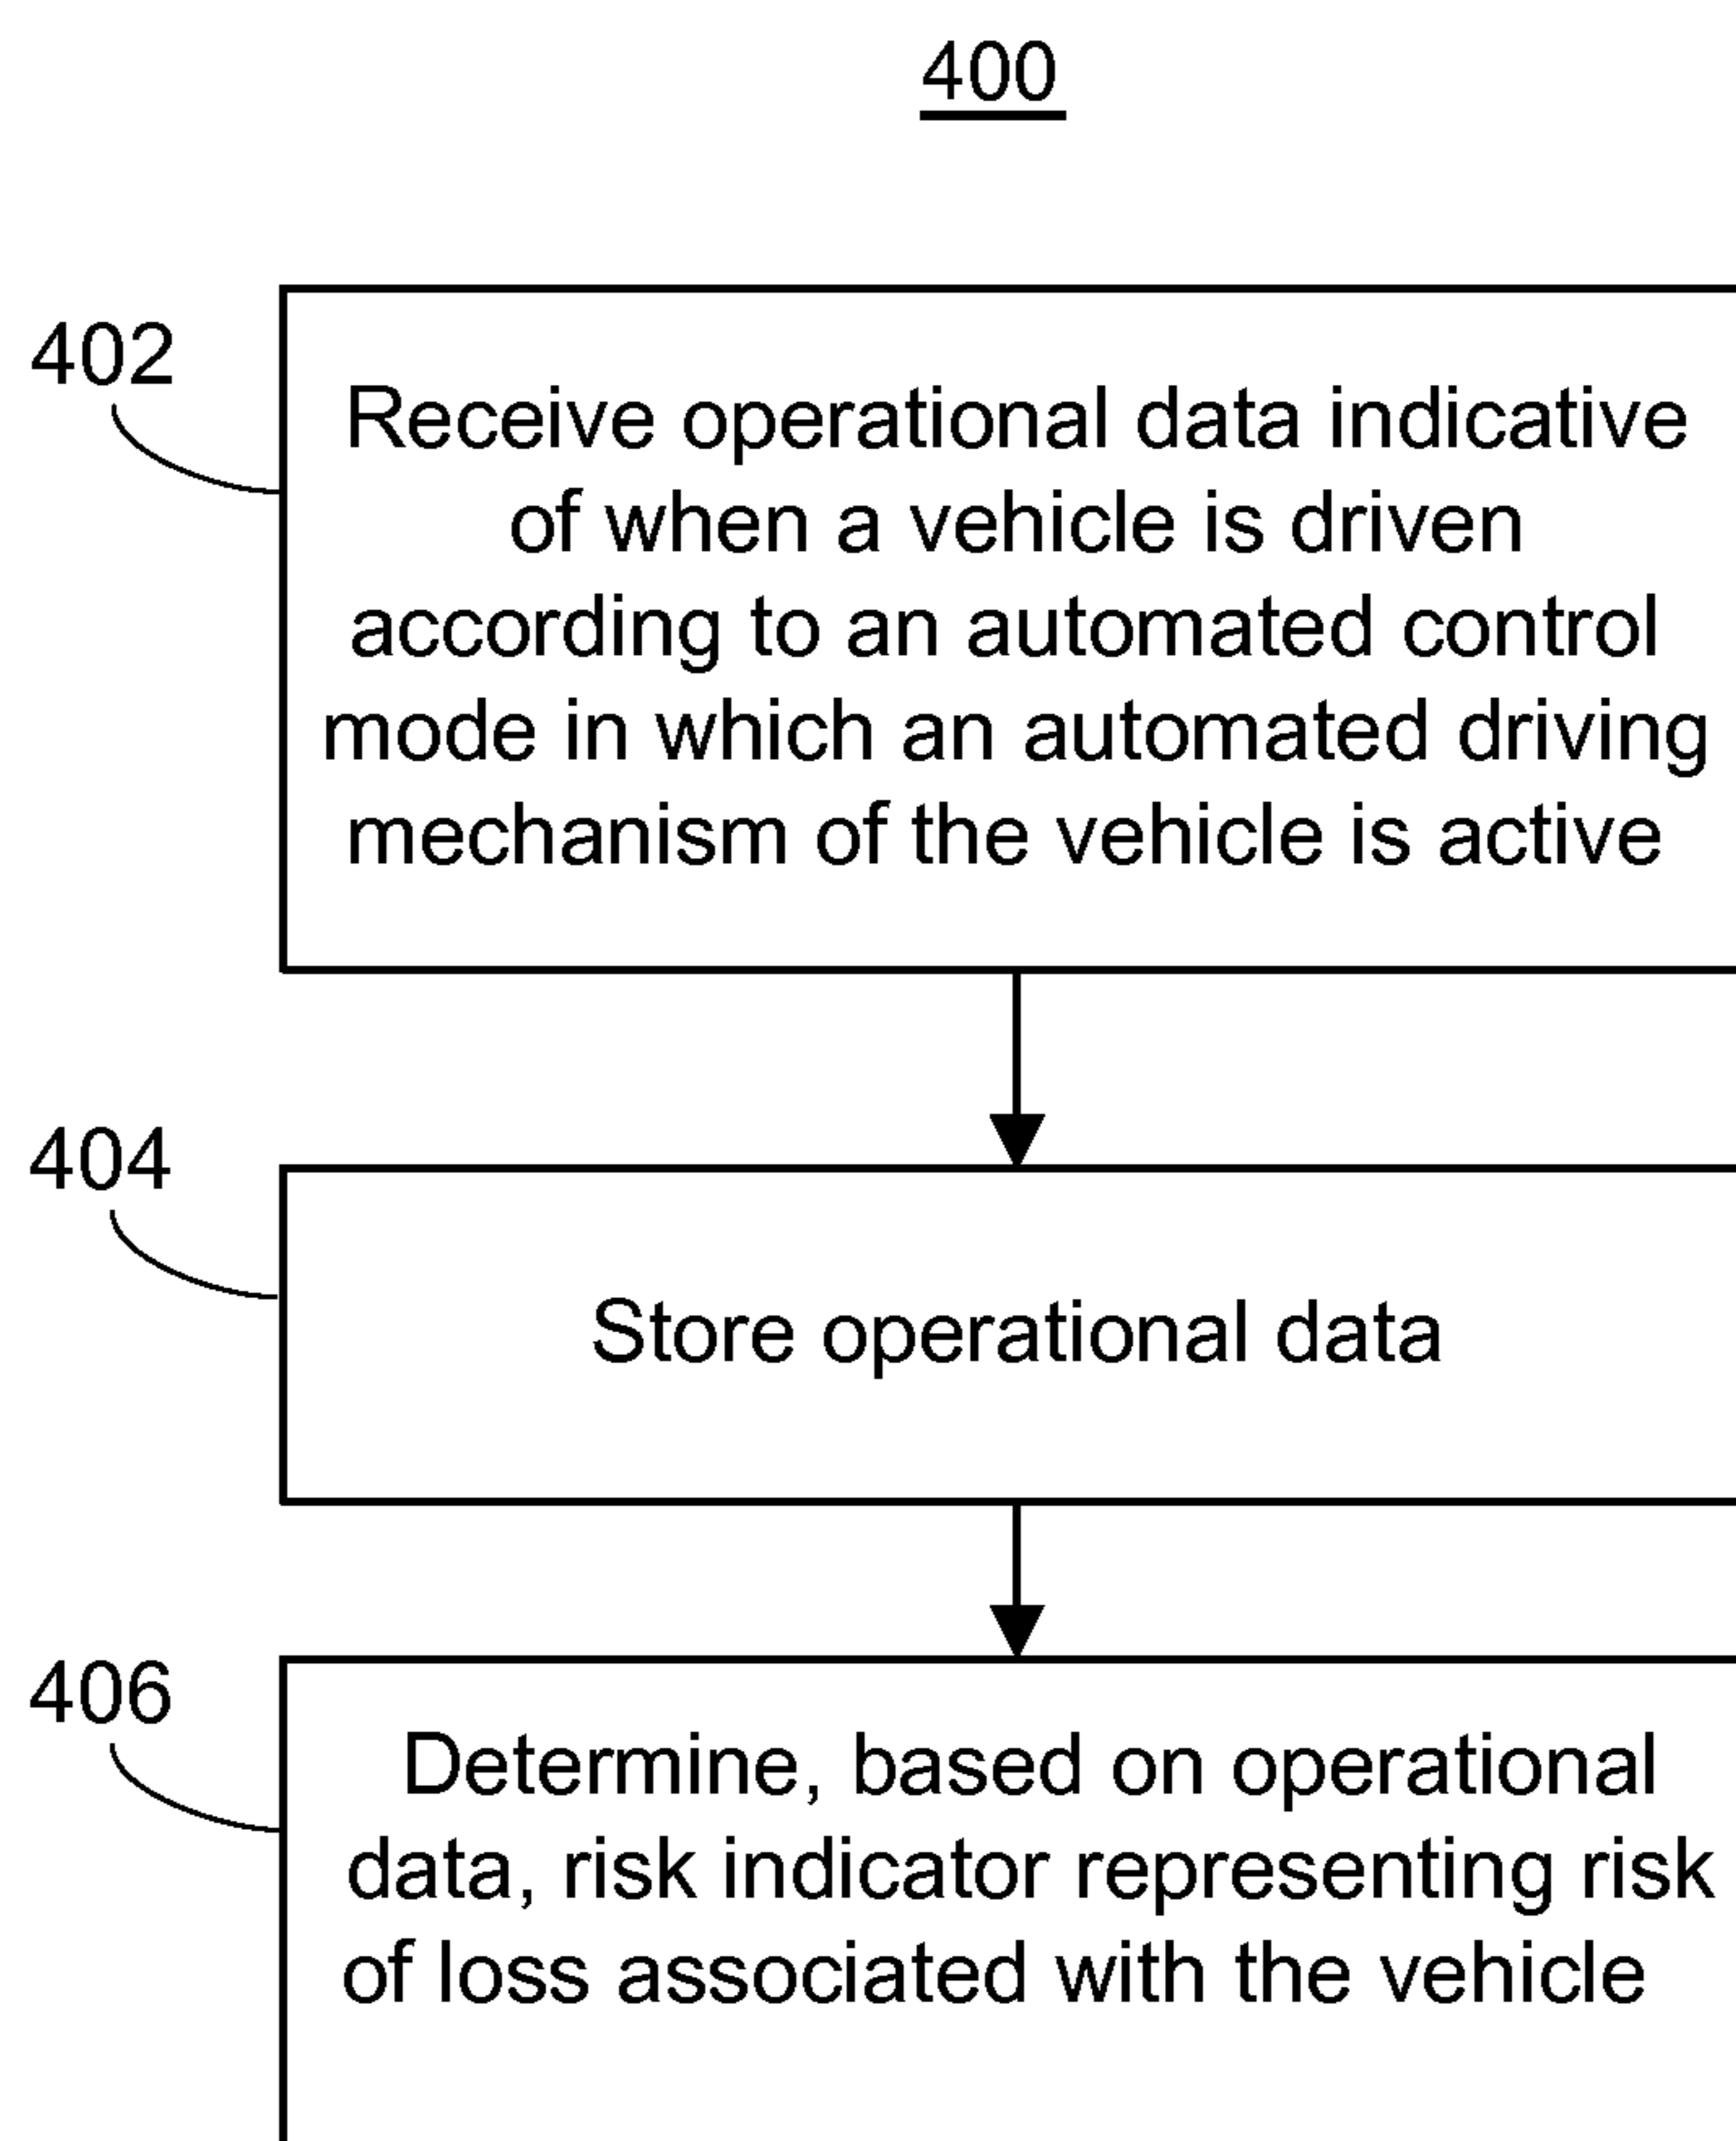 400
402
Receive operational data indicative
of when a vehicle is driven
according to an automated control
mode in which an automated driving
mechanism of the vehicle is active
404
Store operational data
406
Determine, based on operational
data, risk indicator representing risk
of loss associated with the vehicle